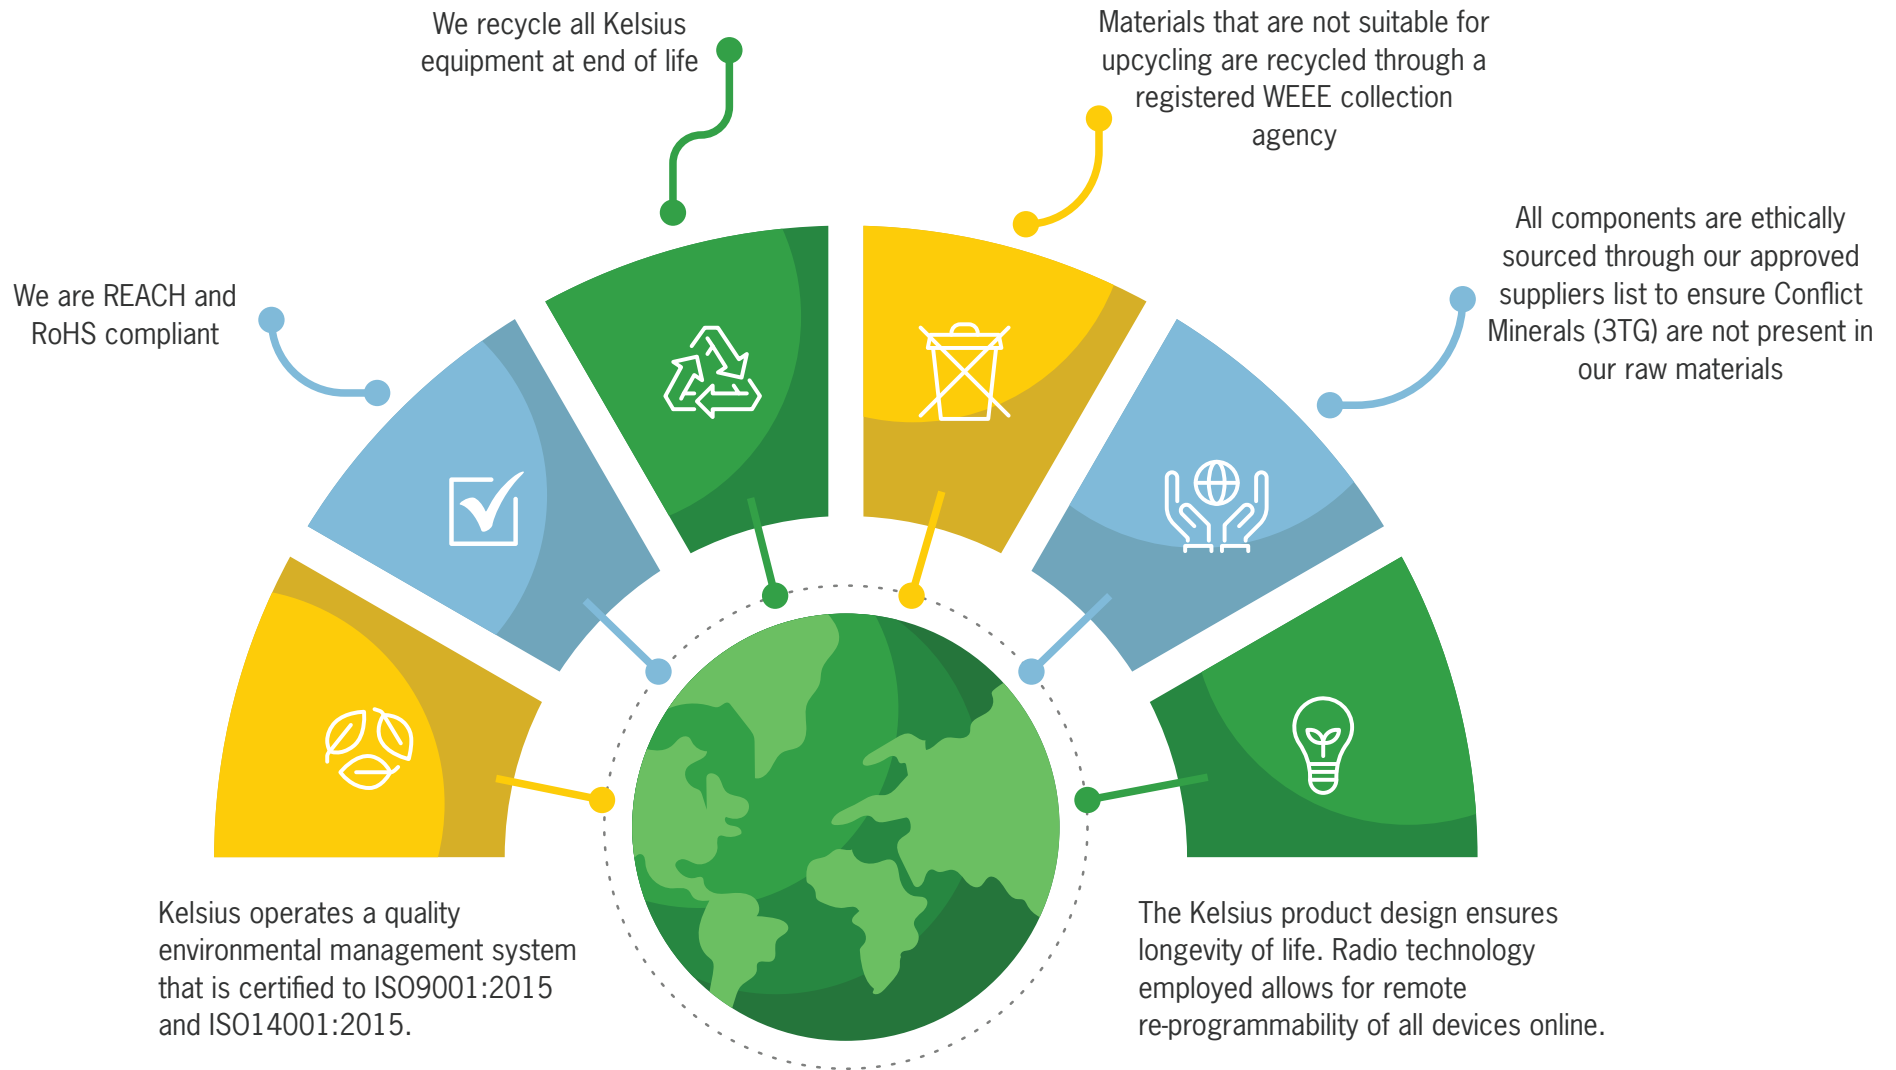 We recycle all Kelsius
equipment at end of life
Materials that are not suitable for
upcycling are recycled through a
registered WEEE collection
agency
All components are ethically
sourced through our approved
suppliers list to ensure Conflict
Minerals (3TG) are not present in
our raw materials
We are REACH and
RoHS compliant
Kelsius operates a quality
environmental management system
that is certified to ISO9001:2015
and ISO14001:2015.
The Kelsius product design ensures
longevity of life. Radio technology
employed allows for remote
re-programmability of all devices online.